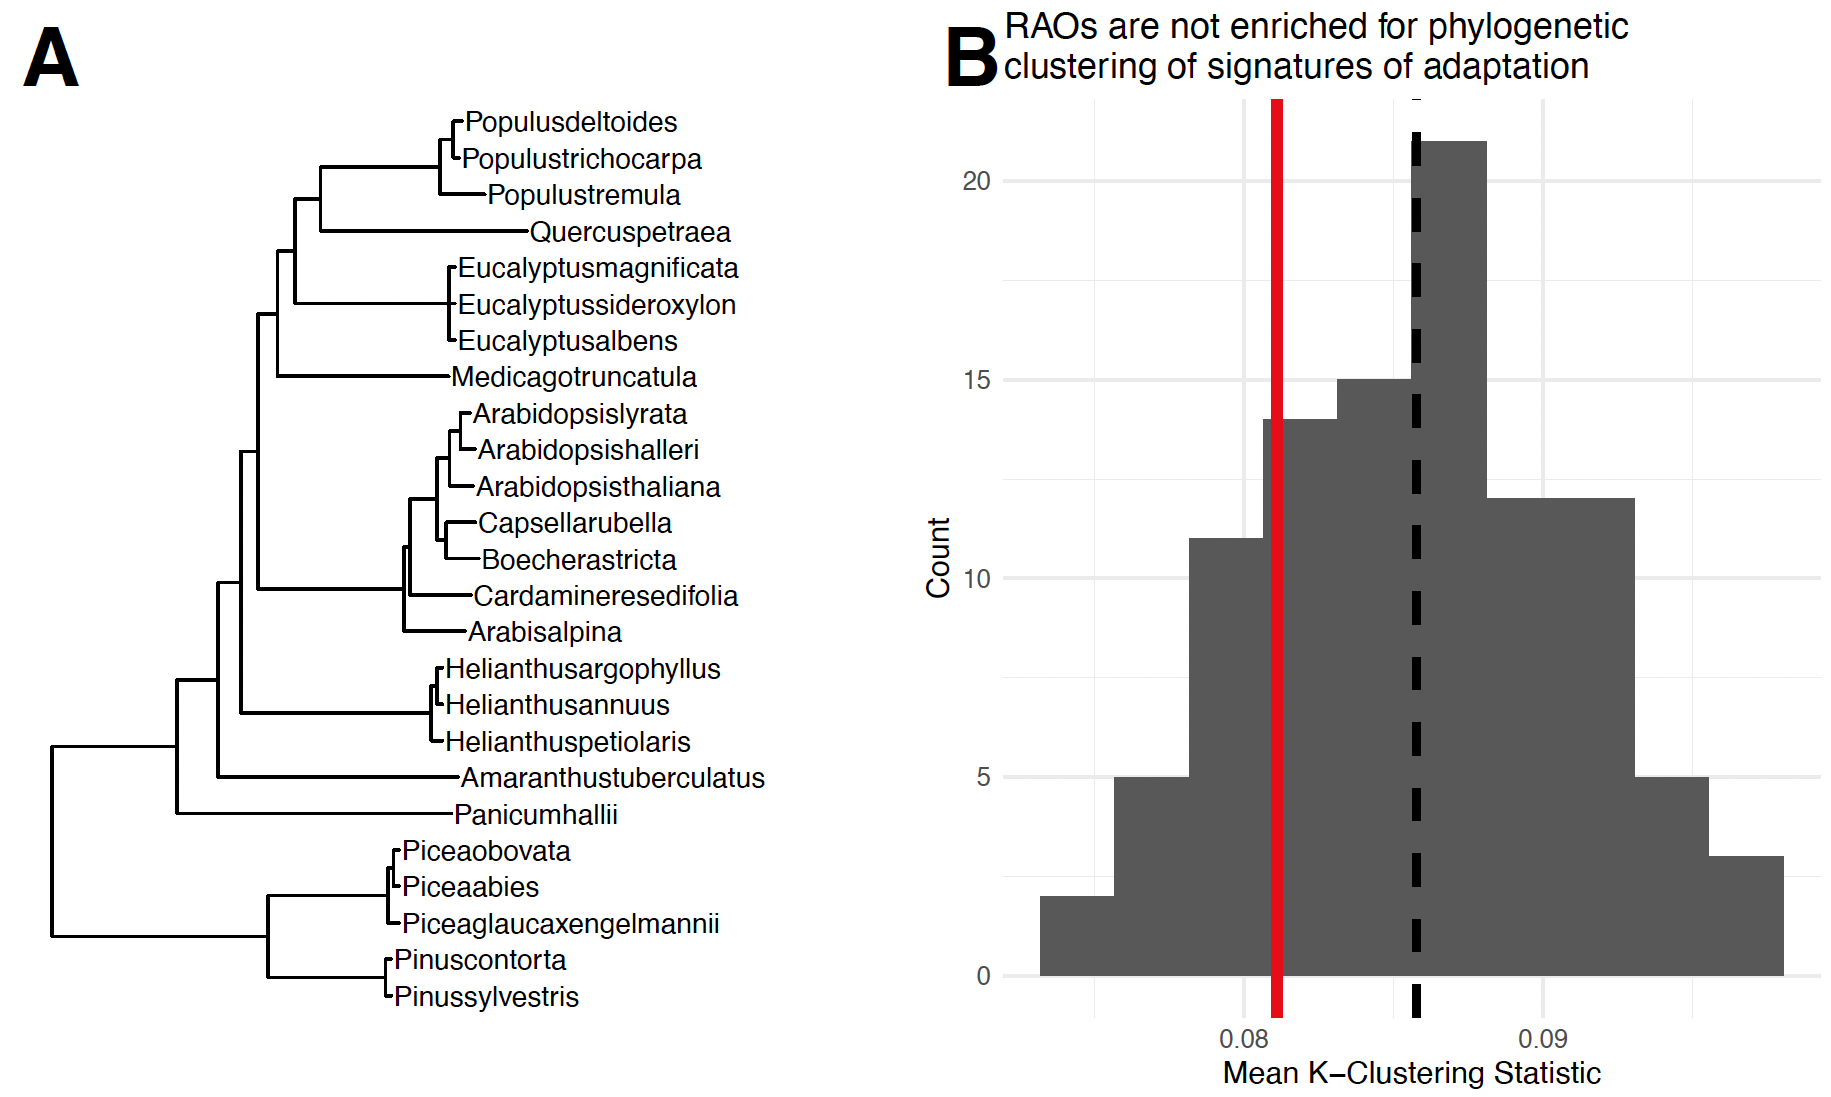 A
Populusdeltoides
Populustrichocarpa
Populustremula
Quercuspetraea
Eucalyptusmagnificata
Eucalyptussideroxylon
Eucalyptusalbens
Medicagotruncatula
Arabidopsislyrata
Arabidopsishalleri
Arabidopsisthaliana
Capsellarubella
Boecherastricta
Cardamineresedifolia
Arabisalpina
Helianthusargophyllus
Helianthusannuus
Helianthuspetiolaris
Amaranthustuberculatus
Panicumhallii
Piceaobovata
Piceaabies
Piceaglaucaxengelmannii
Pinuscontorta
Pinussylvestris
B
RAOs are not enriched for phylogenetic
clustering of signatures of adaptation
Count
20
15
10
5
0
0.08
0.09
Mean K−Clustering Statistic